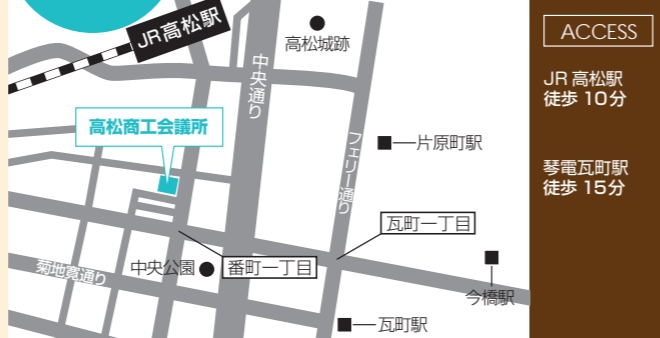 JR高松駅
高松城跡
中央通り
高松商工会議所
フェリー通り
片原町駅
瓦町一丁目
菊地寛通り
中央公園
番町一丁目
今橋駅
瓦町駅
ACCESS
JR 高松駅
徒歩 10分
琴電瓦町駅
徒歩 15分